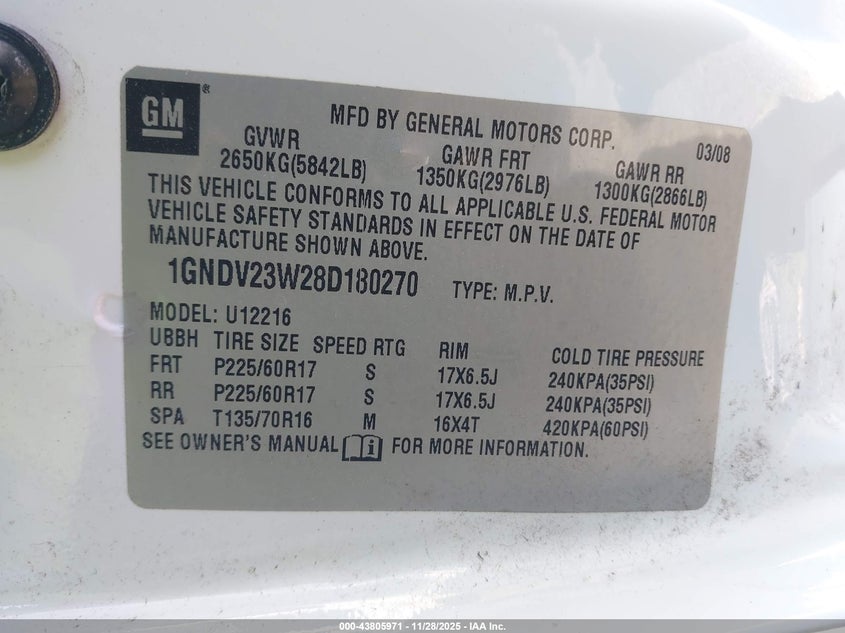 GM®
MFD BY GENERAL MOTORS CORP. 03/08
GVWR GAWR FRT GAWR RR
2650KG(5842LB) 1350KG(2976LB) 1300KG(2866LB)
THIS VEHICLE CONFORMS TO ALL APPLICABLE U.S. FEDERAL MOTOR
VEHICLE SAFETY STANDARDS IN EFFECT ON THE DATE OF
MANUFACTURE SHOWN ABOVE.
1GNDV23W28D180270 TYPE: M.P.V.
MODEL: U12216
UBBH TIRE SIZE SPEED RTG RIM COLD TIRE PRESSURE
FRT P225/60R17 S 17X6.5J 240KPA(35PSI)
RR P225/60R17 S 17X6.5J 240KPA(35PSI)
SPA T135/70R16 M 16X4T 420KPA(60PSI)
SEE OWNER'S MANUAL i FOR MORE INFORMATION.
000-43805971 | 11/28/2025 - IAA Inc.